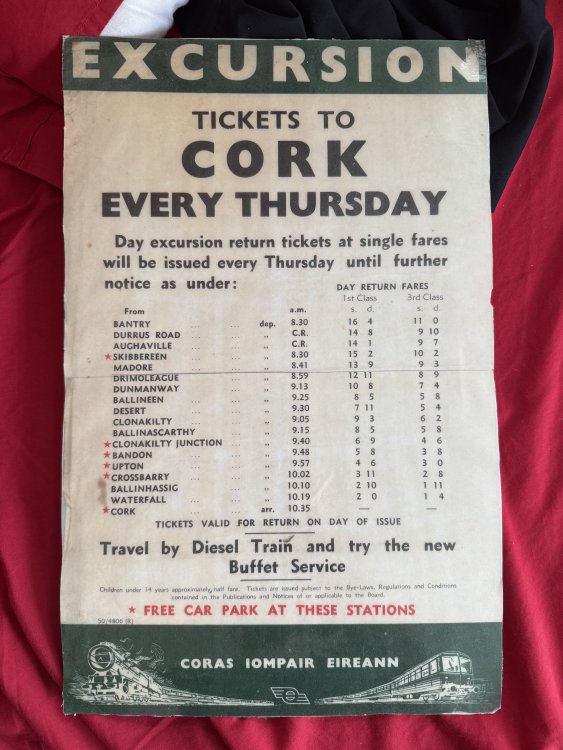 EXCURSION
TICKETS TO
CORK
EVERY THURSDAY
Day excursion return tickets at single fares
will be issued every Thursday until further
notice as under:
DAY RETURN FARES
1st Class 3rd Class
From a.m. s. d. s. d.
BANTRY ... ... dep. 8.30 16 4 11 0
DURRUS ROAD ... ... „ C.R. 14 8 9 10
AUGHAVILLE ... ... „ C.R. 14 1 9 7
★SKIBBEREEN ... ... „ 8.30 15 2 10 2
MADORE ... ... „ 8.41 13 9 9 3
DRIMOLEAGUE ... ... „ 8.59 12 11 8 9
DUNMANWAY ... ... „ 9.13 10 8 7 4
BALLINEEN ... ... „ 9.25 8 5 5 8
DESERT ... ... „ 9.30 7 11 5 4
CLONAKILTY ... ... „ 9.05 9 3 6 2
BALLINASCARTHY ... ... „ 9.15 8 5 5 8
★CLONAKILTY JUNCTION ... „ 9.40 6 9 4 6
★BANDON ... ... „ 9.48 5 8 3 8
★UPTON ... ... „ 9.57 4 6 3 0
★CROSSBARRY ... ... „ 10.02 3 11 2 8
BALLINHASSIG ... ... „ 10.10 2 10 1 11
WATERFALL ... ... „ 10.19 2 0 1 4
★CORK ... ... arr. 10.35 — —
TICKETS VALID FOR RETURN ON DAY OF ISSUE
Travel by Diesel Train and try the new
Buffet Service
Children under 14 years approximately half fare. Tickets are issued subject to the Bye-Laws, Regulations and Conditions
contained in the Publications and Notices of or applicable to the Board.
★ FREE CAR PARK AT THESE STATIONS
50/4806 (R)
CORAS IOMPAIR EIREANN